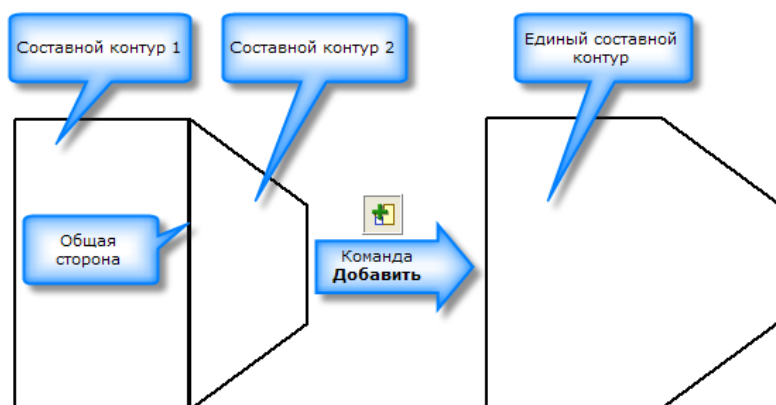 Составной контур 1
Составной контур 2
Единый составной
контур
Общая
сторона
Команда
Добавить